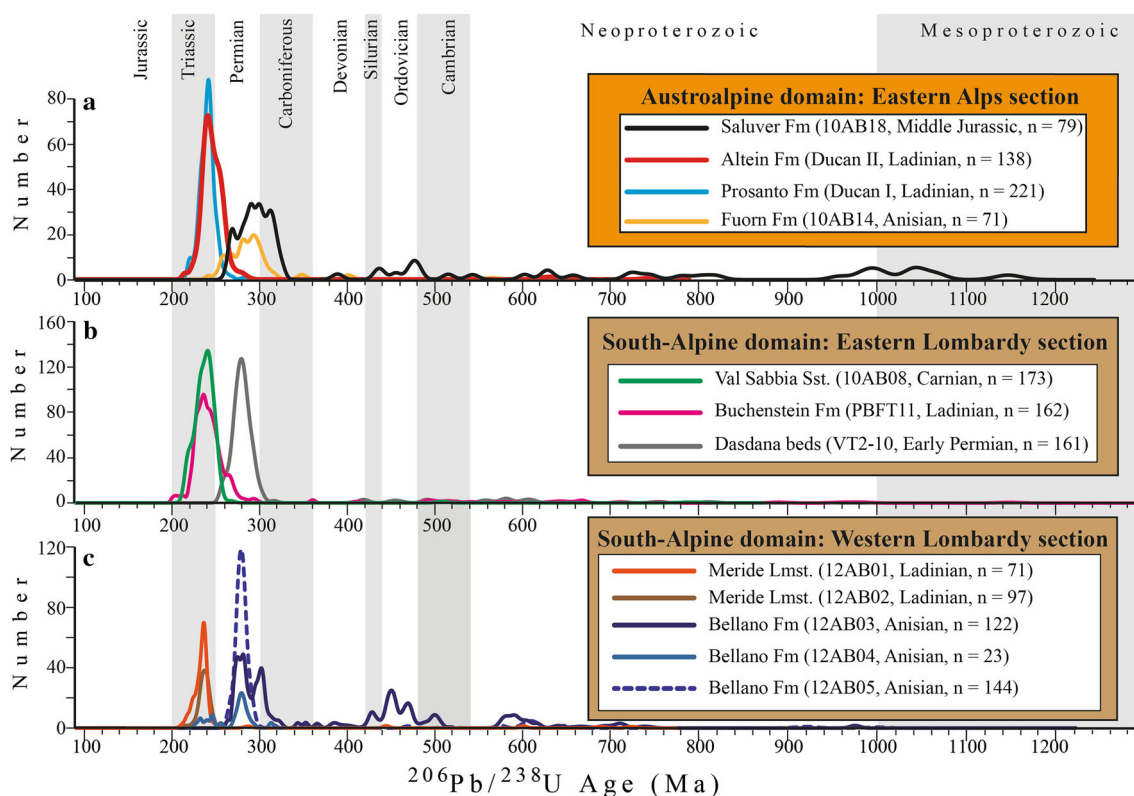 Jurassic
Triassic
Permian
Carboniferous
Devonian
Silurian
Ordovician
Cambrian
Neoproterozoic
Mesoproterozoic
a
Number
80
60
40
20
0
Austroalpine domain: Eastern Alps section
Saluver Fm (10AB18, Middle Jurassic, n = 79)
Altein Fm (Ducan II, Ladinian, n = 138)
Prosanto Fm (Ducan I, Ladinian, n = 221)
Fuorn Fm (10AB14, Anisian, n = 71)
100 200 300 400 500 600 700 800 900 1000 1100 1200
b
Number
160
120
80
40
0
South-Alpine domain: Eastern Lombardy section
Val Sabbia Sst. (10AB08, Carnian, n = 173)
Buchenstein Fm (PBFT11, Ladinian, n = 162)
Dasdana beds (VT2-10, Early Permian, n = 161)
100 200 300 400 500 600 700 800 900 1000 1100 1200
c
Number
120
80
40
0
South-Alpine domain: Western Lombardy section
Meride Lmst. (12AB01, Ladinian, n = 71)
Meride Lmst. (12AB02, Ladinian, n = 97)
Bellano Fm (12AB03, Anisian, n = 122)
Bellano Fm (12AB04, Anisian, n = 23)
Bellano Fm (12AB05, Anisian, n = 144)
100 200 300 400 500 600 700 800 900 1000 1100 1200
²⁰⁶Pb/²³⁸U Age (Ma)